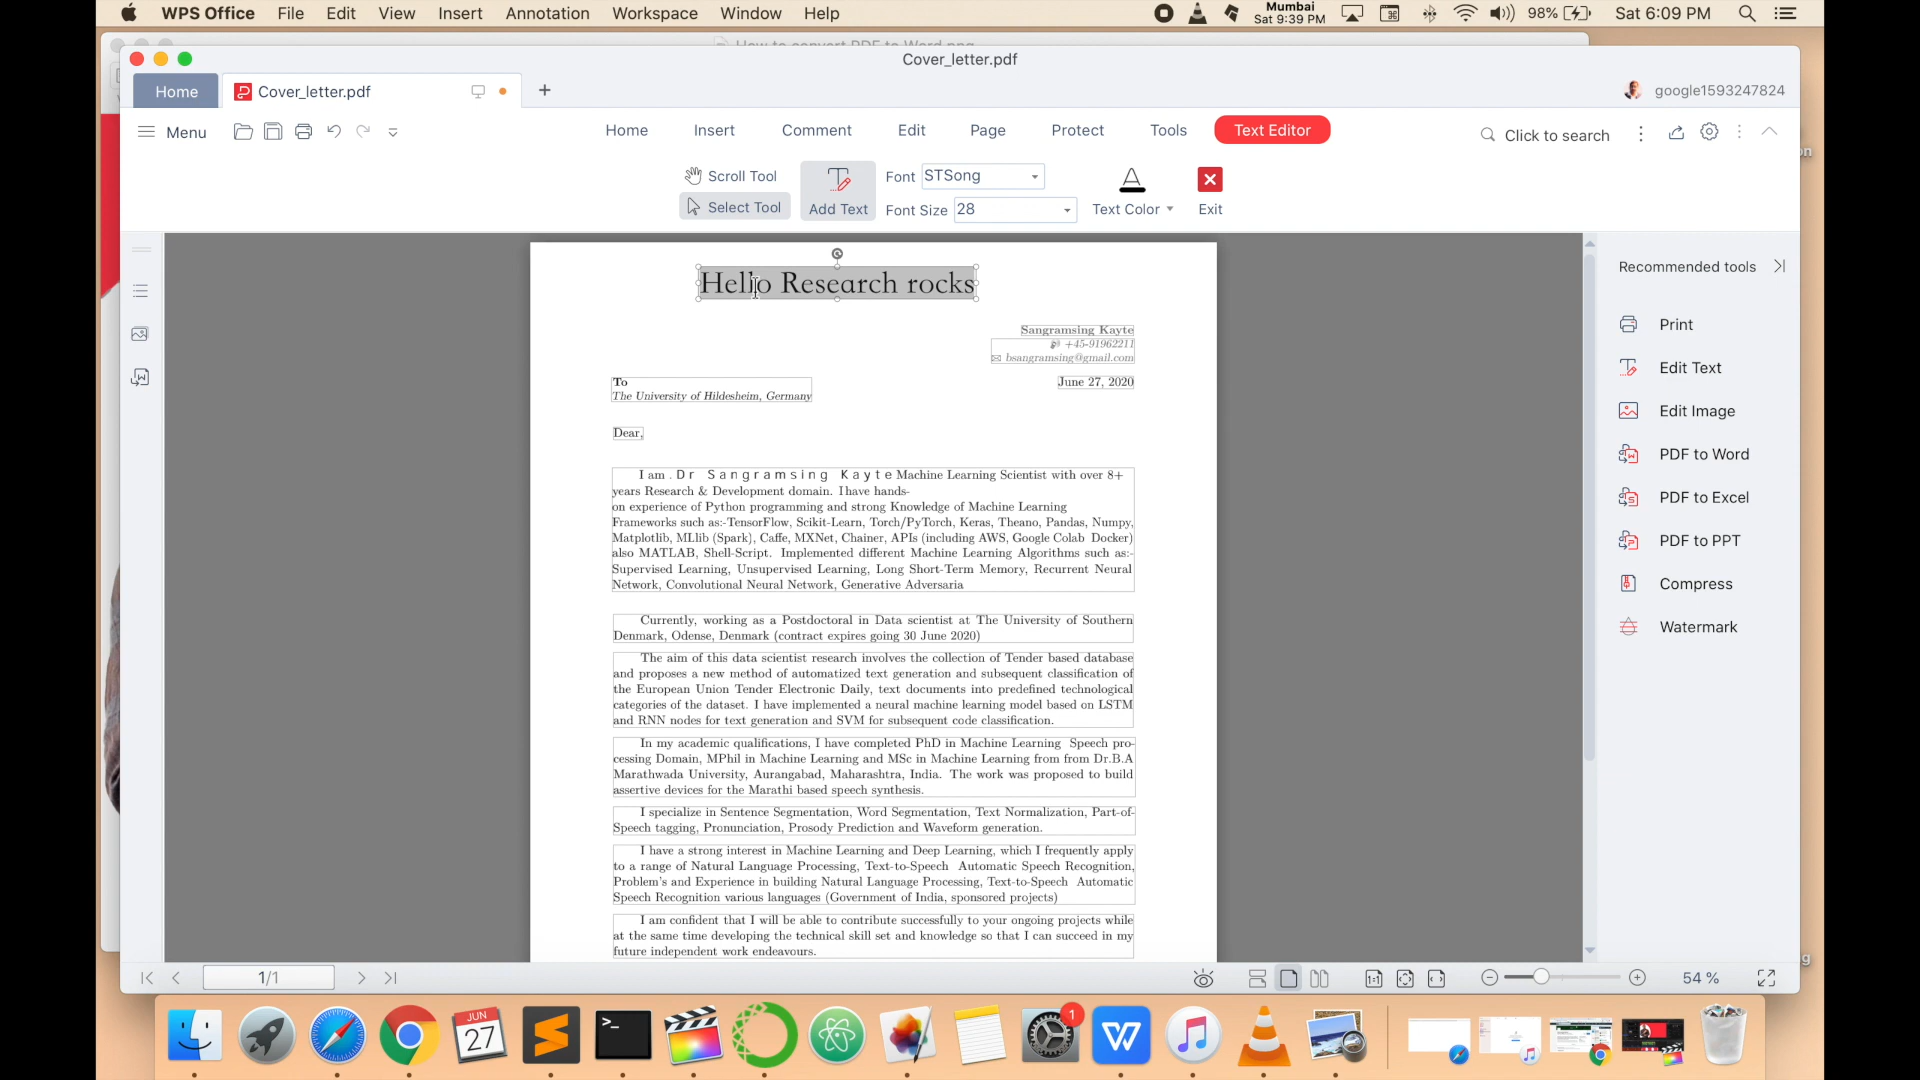 WPS Office File Edit View Insert Annotation Workspace Window Help Mumbai Sat 9:39 PM 98% Sat 6:09 PM
Cover_letter.pdf
Home Cover_letter.pdf + google1593247824
Menu Home Insert Comment Edit Page Protect Tools Text Editor Click to search
Scroll Tool Font STSong
Select Tool Add Text Font Size 28 Text Color Exit
Recommended tools
Print
Edit Text
Edit Image
PDF to Word
PDF to Excel
PDF to PPT
Compress
Watermark
Hello Research rocks
Sangramsing Kayte
+45-91962211
bsangramsing@gmail.com
To
The University of Hildesheim, Germany
June 27, 2020
Dear,
I am . Dr Sangramsing Kayte Machine Learning Scientist with over 8+
years Research & Development domain. I have hands-
on experience of Python programming and strong Knowledge of Machine Learning
Frameworks such as:-TensorFlow, Scikit-Learn, Torch/PyTorch, Keras, Theano, Pandas, Numpy,
Matplotlib, MLlib (Spark), Caffe, MXNet, Chainer, APIs (including AWS, Google Colab Docker)
also MATLAB, Shell-Script. Implemented different Machine Learning Algorithms such as:-
Supervised Learning, Unsupervised Learning, Long Short-Term Memory, Recurrent Neural
Network, Convolutional Neural Network, Generative Adversaria
Currently, working as a Postdoctoral in Data scientist at The University of Southern
Denmark, Odense, Denmark (contract expires going 30 June 2020)
The aim of this data scientist research involves the collection of Tender based database
and proposes a new method of automatized text generation and subsequent classification of
the European Union Tender Electronic Daily, text documents into predefined technological
categories of the dataset. I have implemented a neural machine learning model based on LSTM
and RNN nodes for text generation and SVM for subsequent code classification.
In my academic qualifications, I have completed PhD in Machine Learning Speech pro-
cessing Domain, MPhil in Machine Learning and MSc in Machine Learning from from Dr.B.A
Marathwada University, Aurangabad, Maharashtra, India. The work was proposed to build
assertive devices for the Marathi based speech synthesis.
I specialize in Sentence Segmentation, Word Segmentation, Text Normalization, Part-of-
Speech tagging, Pronunciation, Prosody Prediction and Waveform generation.
I have a strong interest in Machine Learning and Deep Learning, which I frequently apply
to a range of Natural Language Processing, Text-to-Speech Automatic Speech Recognition,
Problem's and Experience in building Natural Language Processing, Text-to-Speech Automatic
Speech Recognition various languages (Government of India, sponsored projects)
I am confident that I will be able to contribute successfully to your ongoing projects while
at the same time developing the technical skill set and knowledge so that I can succeed in my
future independent work endeavours.
1/1 54 %
JUN
27
1